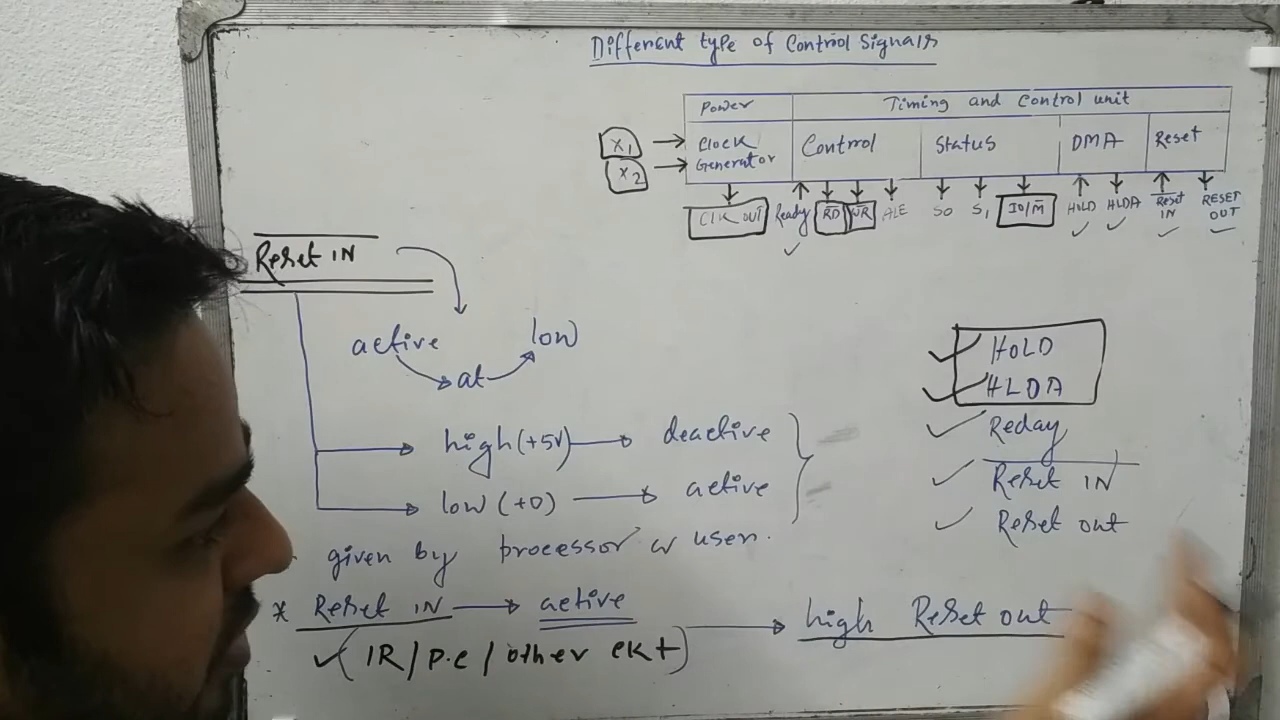 Different type of Control Signals
Power Timing and Control unit
X1 X2 Clock Generator Control Status DMA Reset
CLK OUT Ready R̅D̅ W̅R̅ ALE S0 S1 IO/M̅ HOLD HLDA R̅e̅s̅e̅t̅ IN RESET OUT
Reset IN
active at low
high (+5V) deactive
low (+0) active
given by processor or user.
* Reset IN active high Reset out
(IR/P.C/other ckt)
HOLD
HLDA
Reday
Reset IN
Reset out